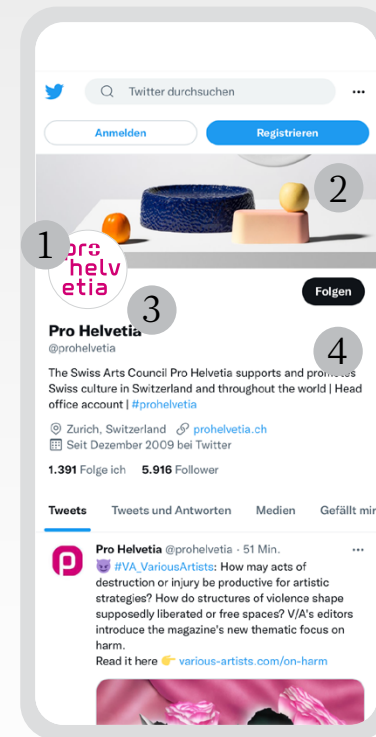 Twitter durchsuchen
Anmelden
Registrieren
2
1
pro
helv
etia
3
Folgen
Pro Helvetia
4
@prohelvetia
The Swiss Arts Council Pro Helvetia supports and promotes
Swiss culture in Switzerland and throughout the world | Head
office account | #prohelvetia
Zurich, Switzerland prohelvetia.ch
Seit Dezember 2009 bei Twitter
1.391 Folge ich 5.916 Follower
Tweets Tweets und Antworten Medien Gefällt mir
p
Pro Helvetia @prohelvetia · 51 Min.
😈 #VA_VariousArtists: How may acts of
destruction or injury be productive for artistic
strategies? How do structures of violence shape
supposedly liberated or free spaces? V/A's editors
introduce the magazine's new thematic focus on
harm.
Read it here 👉 various-artists.com/on-harm